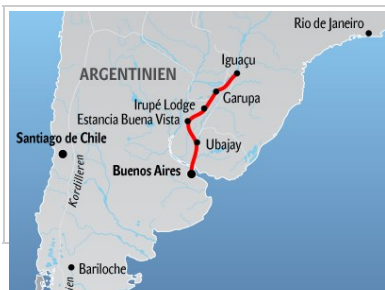 Rio de Janeiro
Iguaçu
ARGENTINIEN
Garupa
Irupé Lodge
Estancia Buena Vista
Santiago de Chile
Ubajay
Buenos Aires
Kordilleren
Bariloche